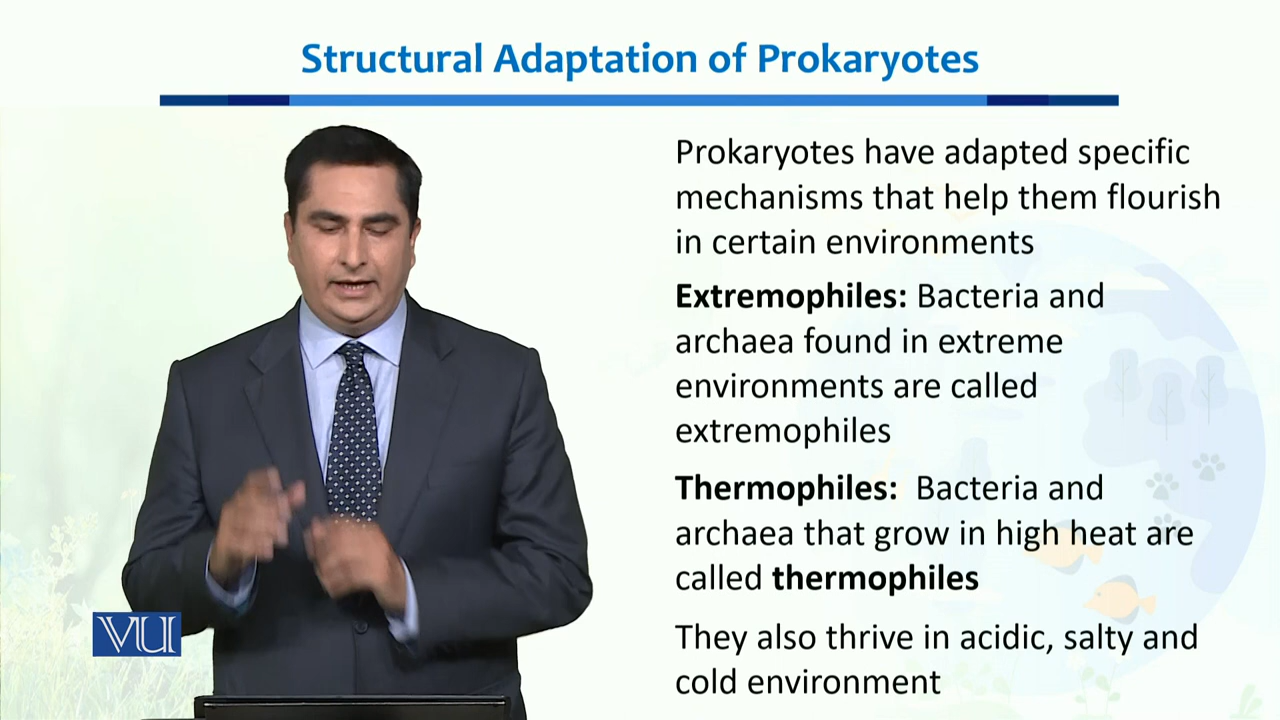 Structural Adaptation of Prokaryotes
Prokaryotes have adapted specific
mechanisms that help them flourish
in certain environments
Extremophiles: Bacteria and
archaea found in extreme
environments are called
extremophiles
Thermophiles: Bacteria and
archaea that grow in high heat are
called thermophiles
They also thrive in acidic, salty and
cold environment
VU